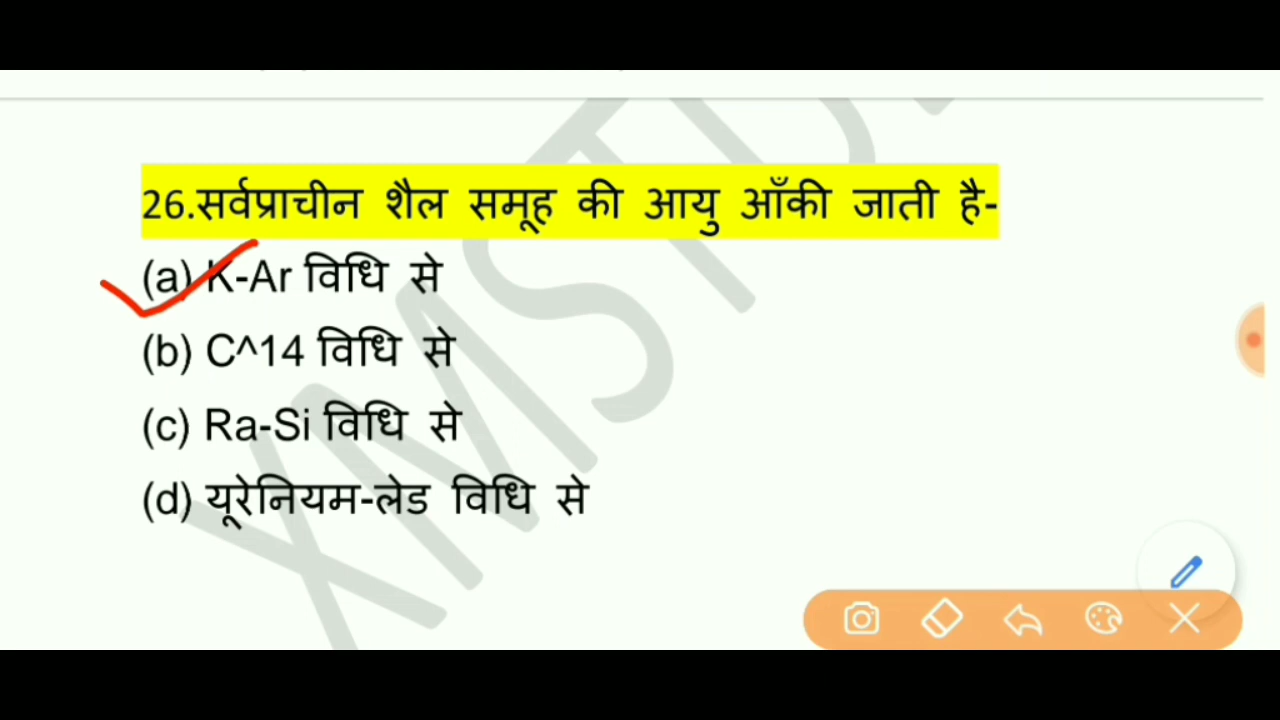 26.सर्वप्राचीन शैल समूह की आयु आँकी जाती है-
(a) K-Ar विधि से
(b) C^14 विधि से
(c) Ra-Si विधि से
(d) यूरेनियम-लेड विधि से